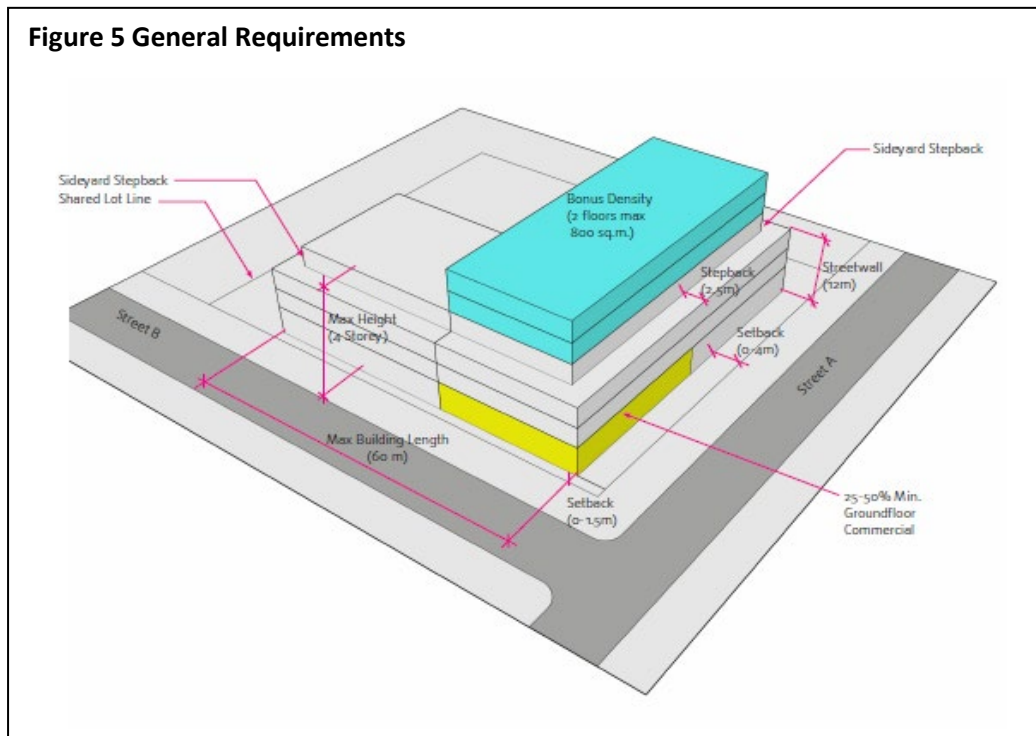 Figure 5 General Requirements
Sideyard Stepback
Sideyard Stepback
Shared Lot Line
Bonus Density
(2 floors max
800 sq.m.)
Stepback
(2.5m)
Streetwall
(12m)
Max Height
(4 Storey)
Setback
(0-4m)
Street B
Street A
Max Building Length
(60 m)
Setback
(0-1.5m)
25-50% Min.
Groundfloor
Commercial